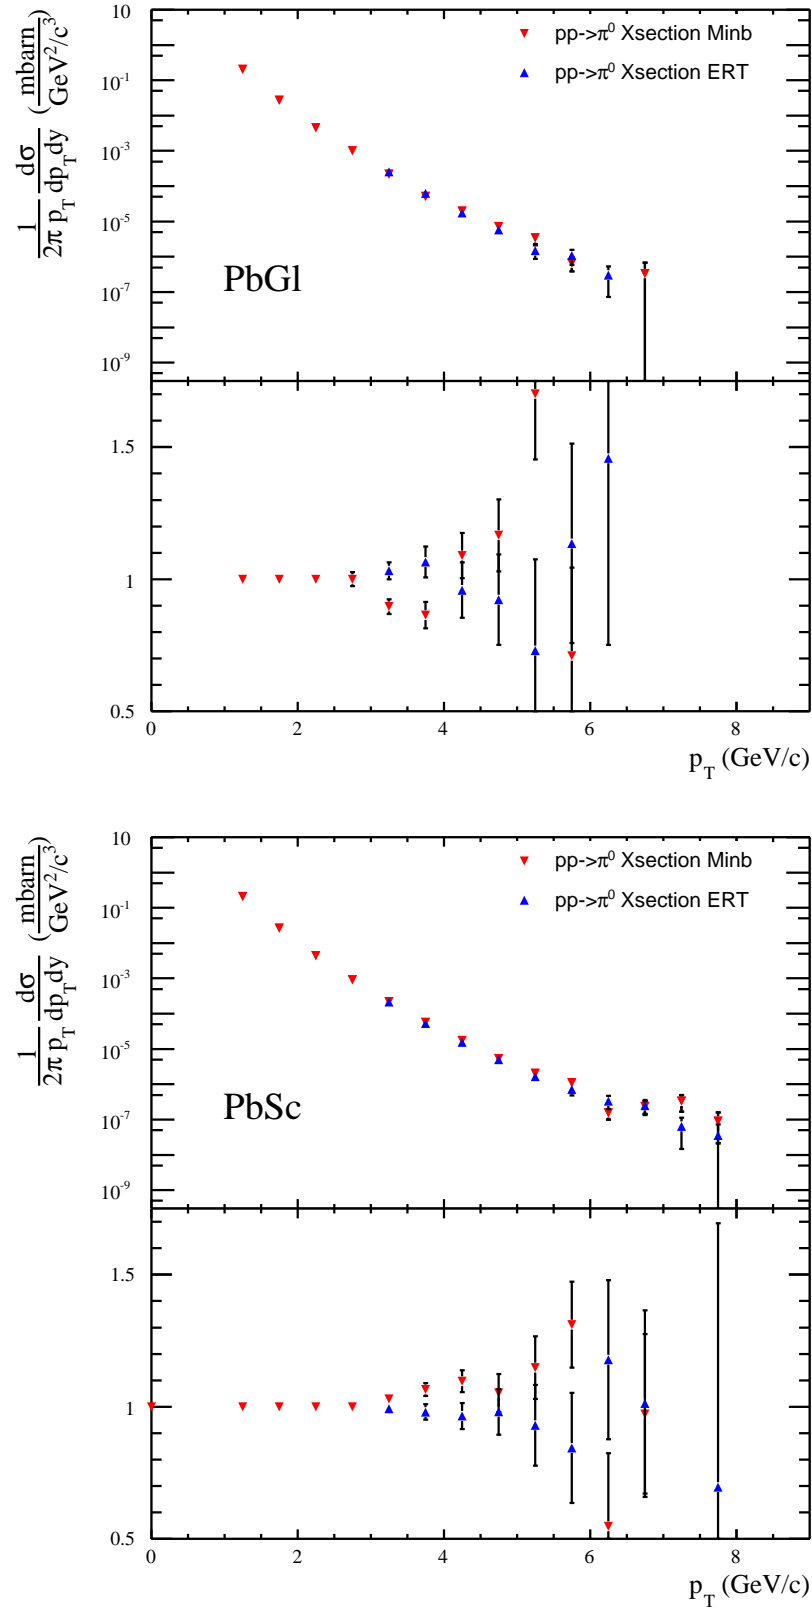 1/(2π p_T) dσ/(dp_T dy) (mbarn/(GeV²/c³))
10
pp->π⁰ Xsection Minb
10⁻¹
pp->π⁰ Xsection ERT
10⁻³
10⁻⁵
PbGl
10⁻⁷
10⁻⁹
1.5
1
0.5
0 2 4 6 8
p_T (GeV/c)
1/(2π p_T) dσ/(dp_T dy) (mbarn/(GeV²/c³))
10
pp->π⁰ Xsection Minb
10⁻¹
pp->π⁰ Xsection ERT
10⁻³
10⁻⁵
PbSc
10⁻⁷
10⁻⁹
1.5
1
0.5
0 2 4 6 8
p_T (GeV/c)